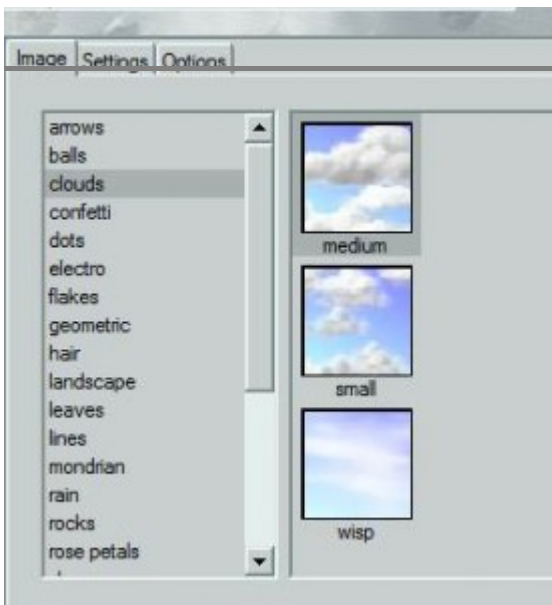 Image Settings Options
arrows
balls
clouds
confetti
dots
electro
flakes
geometric
hair
landscape
leaves
lines
mondrian
rain
rocks
rose petals
medium
small
wisp